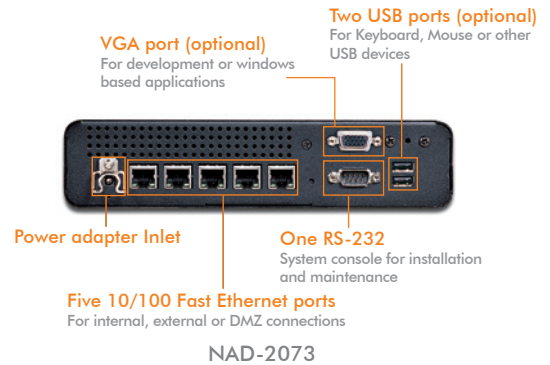 Two USB ports (optional)
For Keyboard, Mouse or other
USB devices
VGA port (optional)
For development or windows
based applications
Power adapter Inlet
One RS-232
System console for installation
and maintenance
Five 10/100 Fast Ethernet ports
For internal, external or DMZ connections
NAD-2073